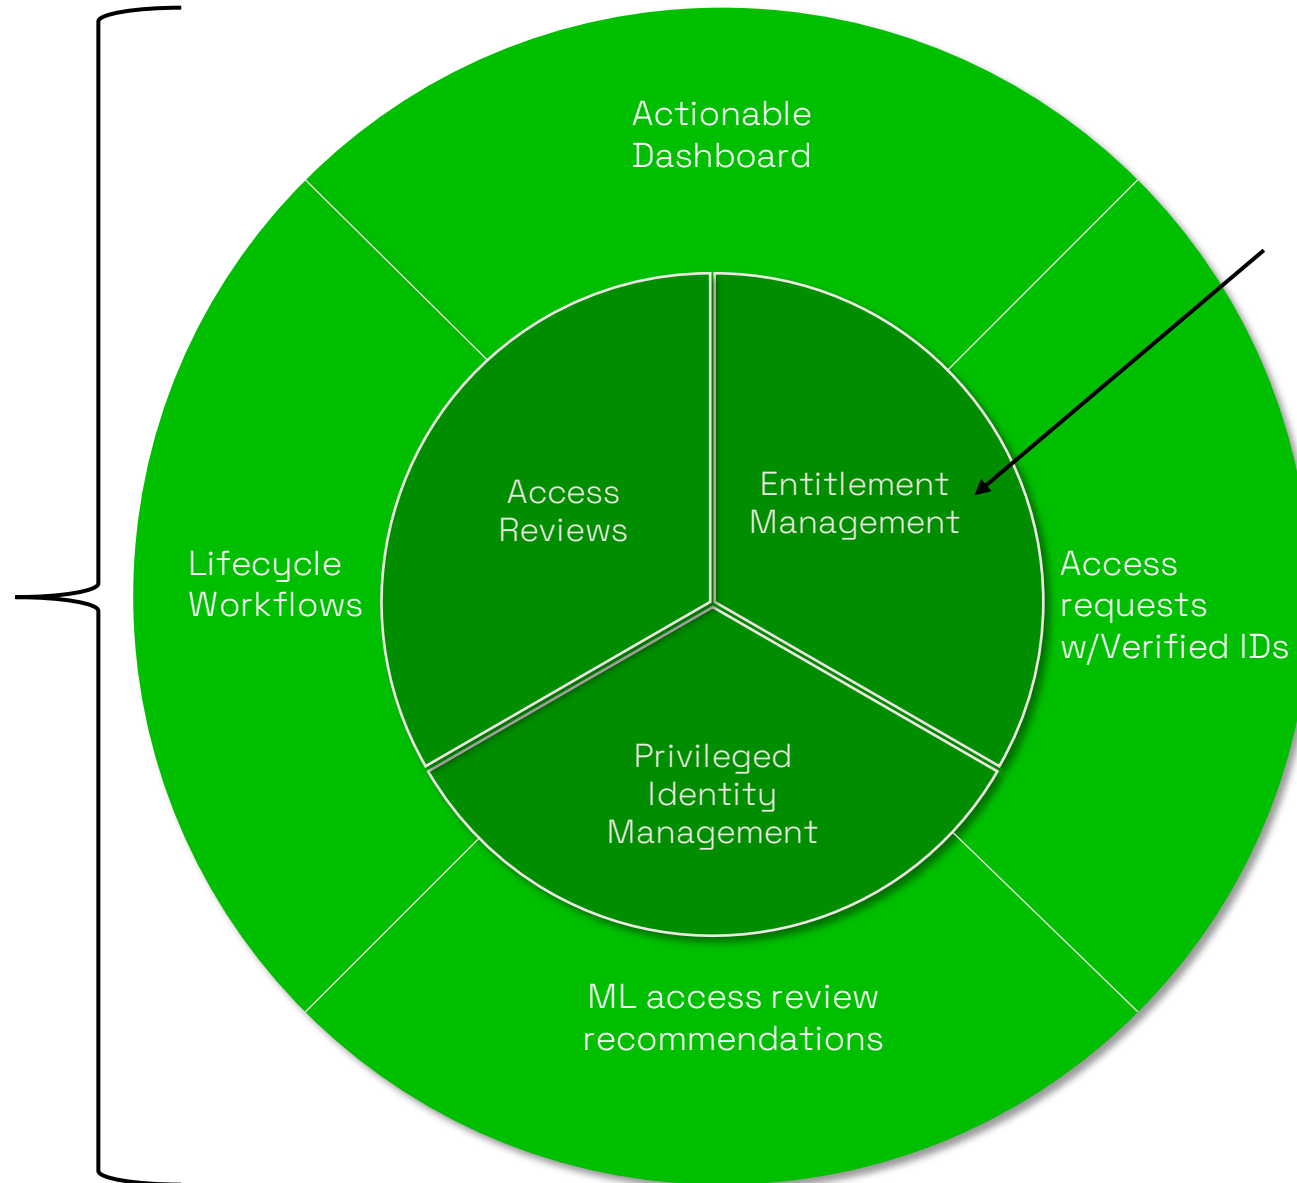 Actionable
Dashboard
Access
Reviews
Entitlement
Management
Lifecycle
Workflows
Access
requests
w/Verified IDs
Privileged
Identity
Management
ML access review
recommendations